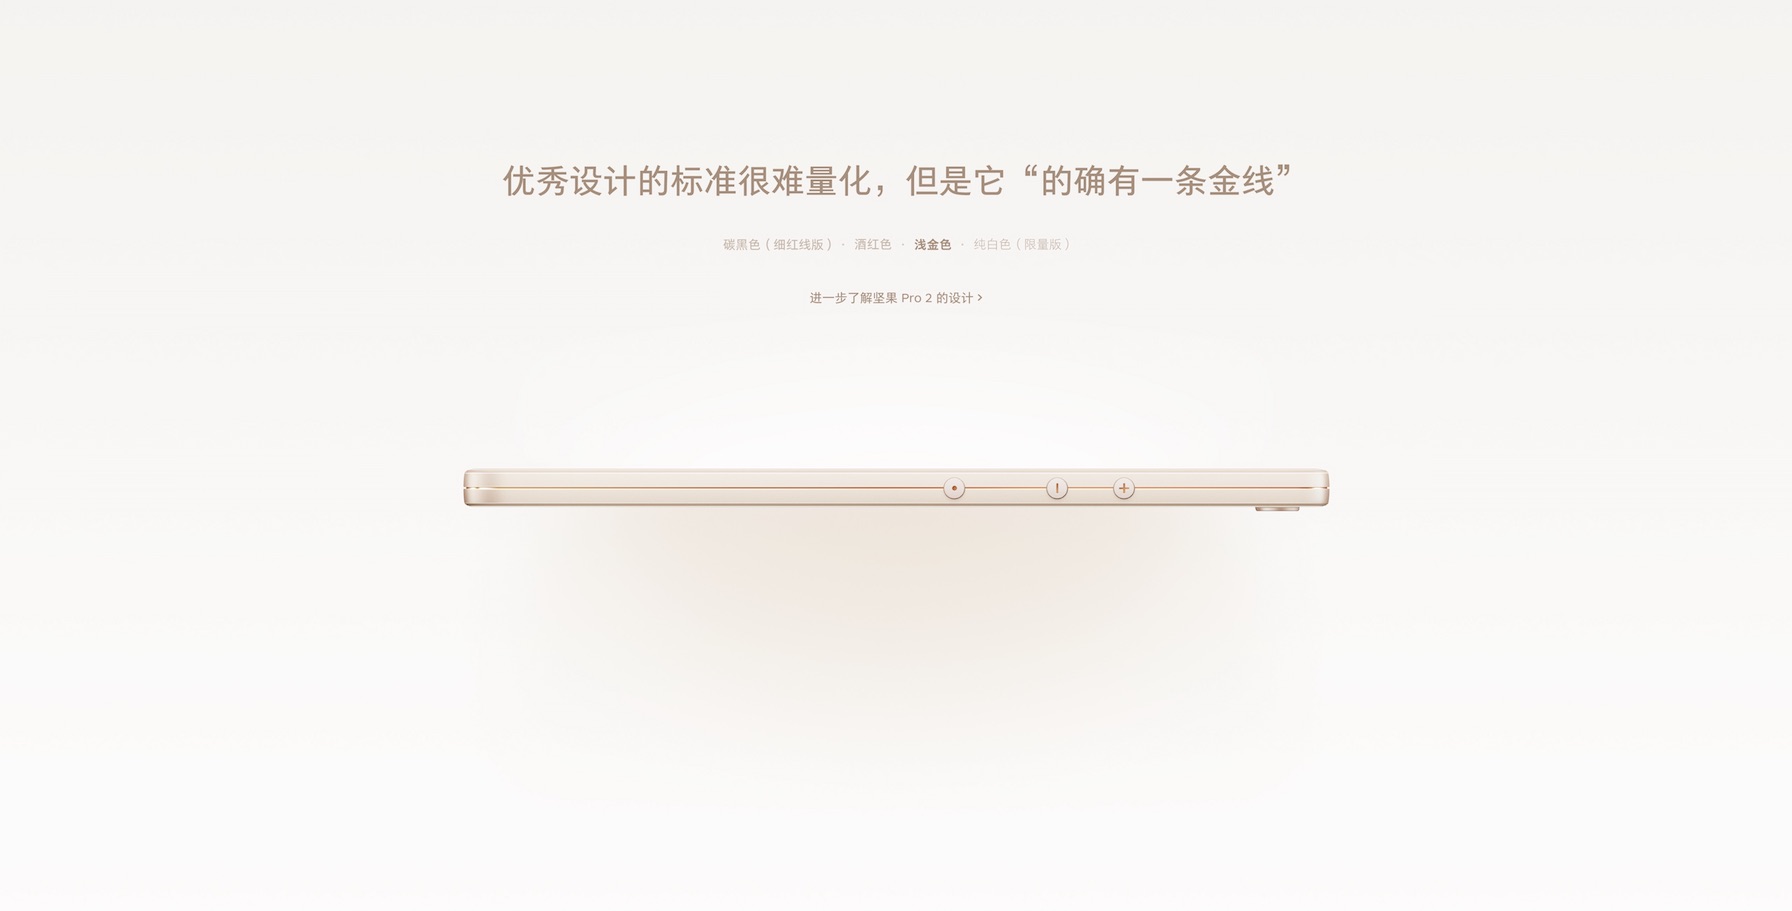 优秀设计的标准很难量化，但是它“的确有一条金线”
碳黑色（细红线版） · 酒红色 · 浅金色 · 纯白色（限量版）
进一步了解坚果 Pro 2 的设计 ›